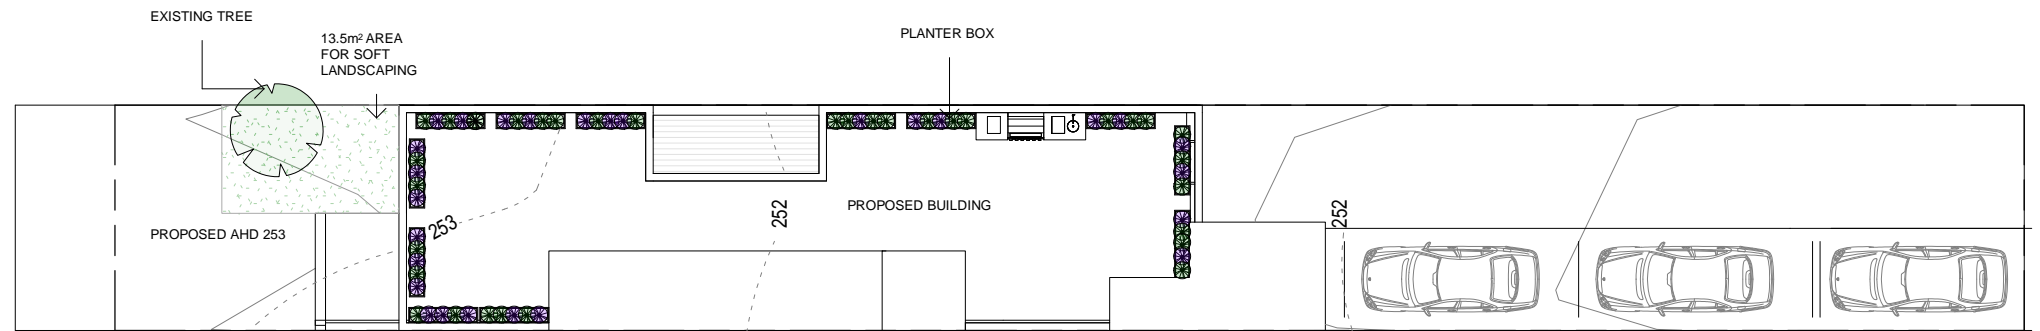 EXISTING TREE
13.5m² AREA
FOR SOFT
LANDSCAPING
PLANTER BOX
PROPOSED AHD 253
253
252
PROPOSED BUILDING
252